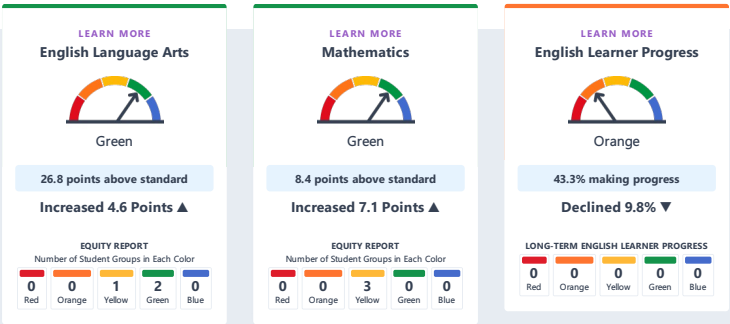 LEARN MORE
English Language Arts
Green
26.8 points above standard
Increased 4.6 Points ▲
EQUITY REPORT
Number of Student Groups in Each Color
0 0 1 2 0
Red Orange Yellow Green Blue
LEARN MORE
Mathematics
Green
8.4 points above standard
Increased 7.1 Points ▲
EQUITY REPORT
Number of Student Groups in Each Color
0 0 3 0 0
Red Orange Yellow Green Blue
LEARN MORE
English Learner Progress
Orange
43.3% making progress
Declined 9.8% ▼
LONG-TERM ENGLISH LEARNER PROGRESS
0 0 0 0 0
Red Orange Yellow Green Blue